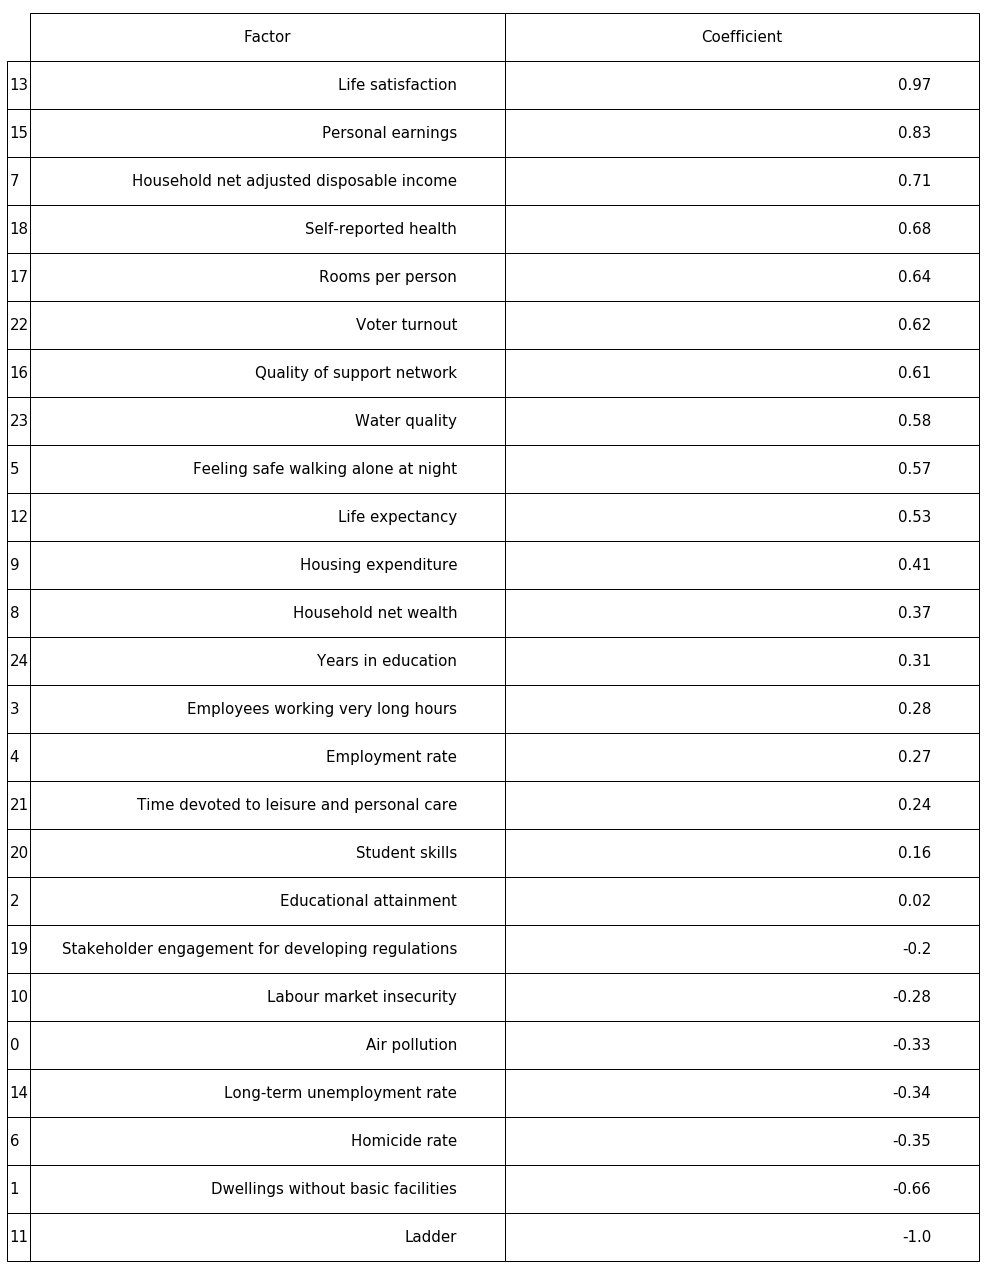 Factor Coefficient
13 Life satisfaction 0.97
15 Personal earnings 0.83
7 Household net adjusted disposable income 0.71
18 Self-reported health 0.68
17 Rooms per person 0.64
22 Voter turnout 0.62
16 Quality of support network 0.61
23 Water quality 0.58
5 Feeling safe walking alone at night 0.57
12 Life expectancy 0.53
9 Housing expenditure 0.41
8 Household net wealth 0.37
24 Years in education 0.31
3 Employees working very long hours 0.28
4 Employment rate 0.27
21 Time devoted to leisure and personal care 0.24
20 Student skills 0.16
2 Educational attainment 0.02
19 Stakeholder engagement for developing regulations -0.2
10 Labour market insecurity -0.28
0 Air pollution -0.33
14 Long-term unemployment rate -0.34
6 Homicide rate -0.35
1 Dwellings without basic facilities -0.66
11 Ladder -1.0